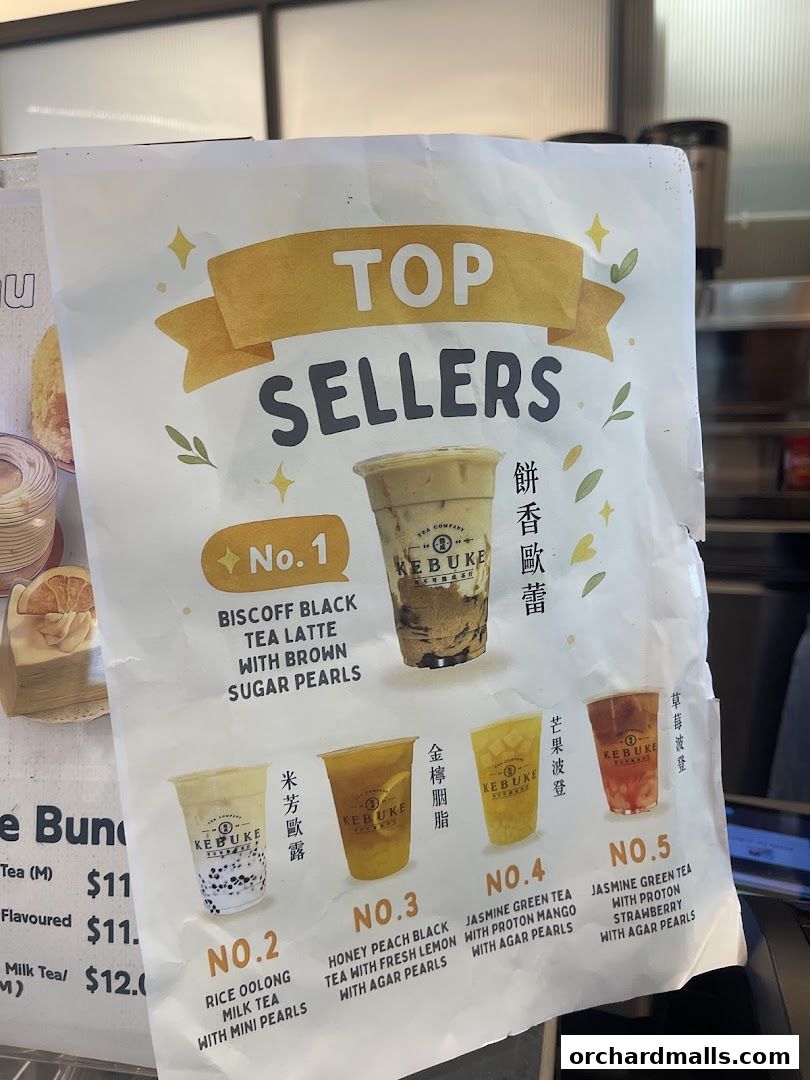 TOP
SELLERS
餅香歐蕾
No. 1
BISCOFF BLACK
TEA LATTE
WITH BROWN
SUGAR PEARLS
TEA COMPANY
KEBUKE
米芳歐露
KEBUKE
金檸胭脂
KEBUKE
芒果波登
KEBUKE
草莓波登
KEBUKE
NO.2
RICE OOLONG
MILK TEA
WITH MINI PEARLS
NO.3
HONEY PEACH BLACK
TEA WITH FRESH LEMON
WITH AGAR PEARLS
NO.4
JASMINE GREEN TEA
WITH PROTON MANGO
WITH AGAR PEARLS
NO.5
JASMINE GREEN TEA
WITH PROTON
STRAWBERRY
WITH AGAR PEARLS
e Bun
Tea (M) $11
Flavoured $11.
Milk Tea/ $12.
M)
orchardmalls.com